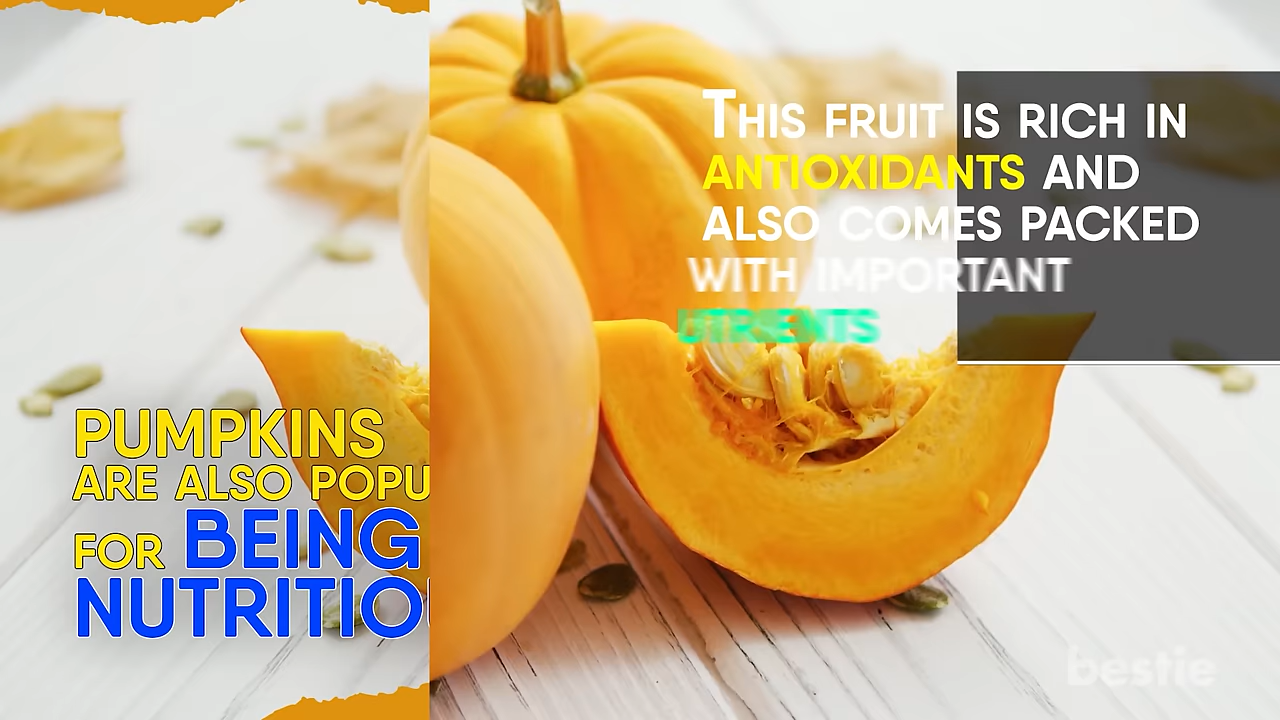 PUMPKINS
ARE ALSO POPU
FOR BEING
NUTRITIO
THIS FRUIT IS RICH IN
ANTIOXIDANTS AND
ALSO COMES PACKED
WITH IMPORTANT
UTRIENTS
bestie